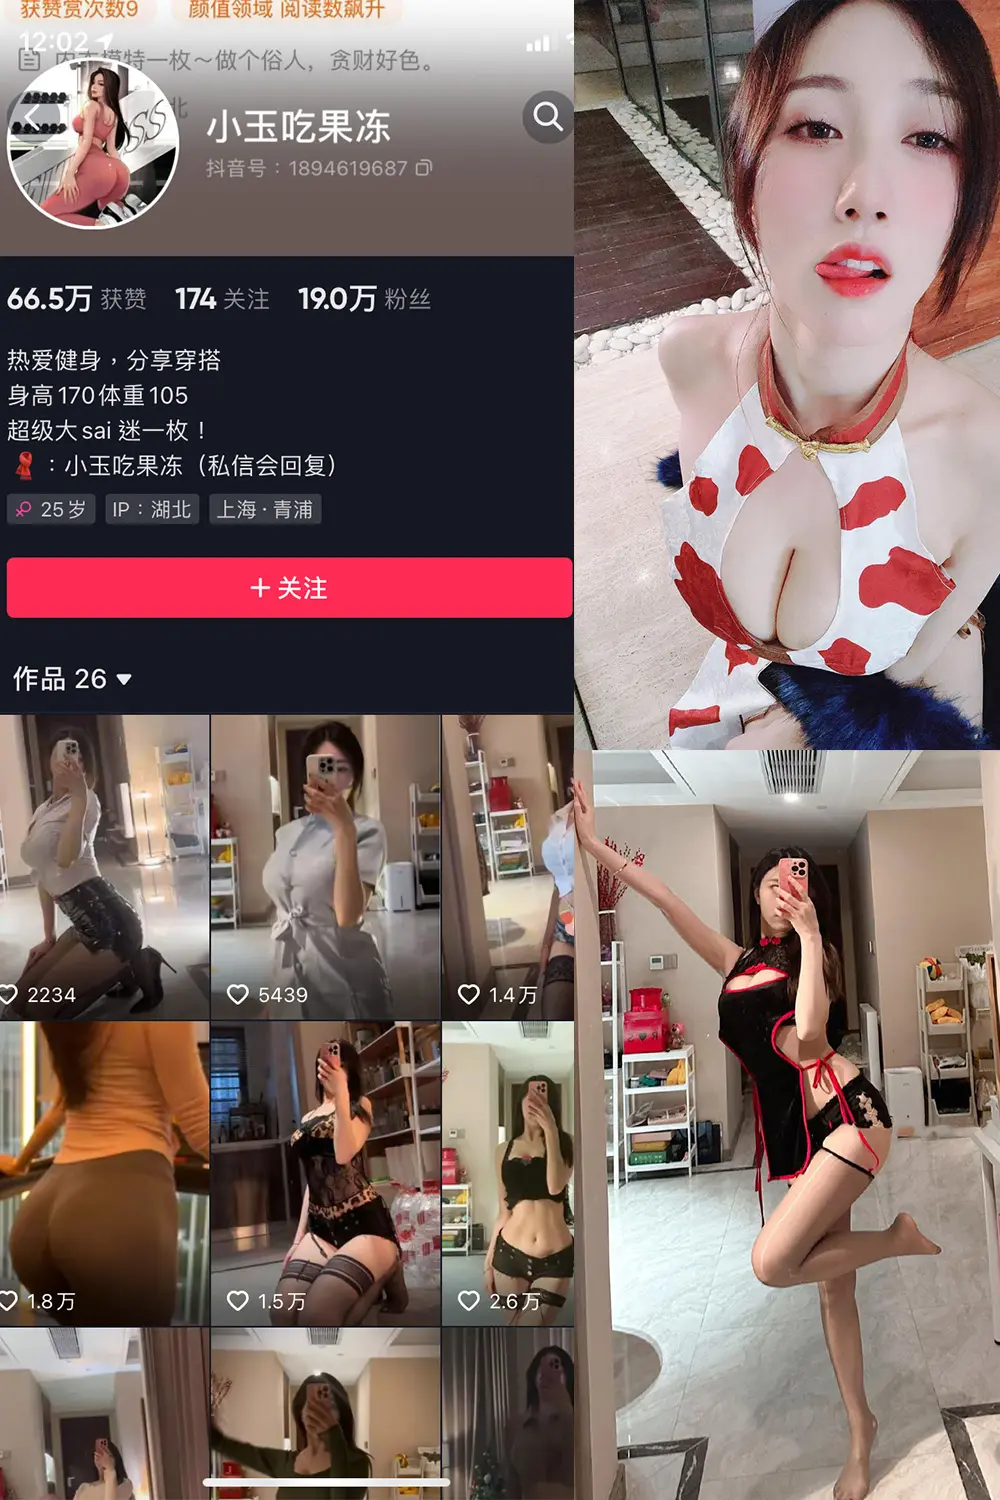 获赞赏次数9 颜值领域 阅读数飙升
12:02
内衣模特一枚～做个俗人，贪财好色。
北
小玉吃果冻
抖音号：1894619687
66.5万 获赞 174 关注 19.0万 粉丝
热爱健身，分享穿搭
身高170体重105
超级大sai迷一枚！
：小玉吃果冻（私信会回复）
25岁 IP：湖北 上海·青浦
+ 关注
作品 26
2234 5439 1.4万
1.8万 1.5万 2.6万